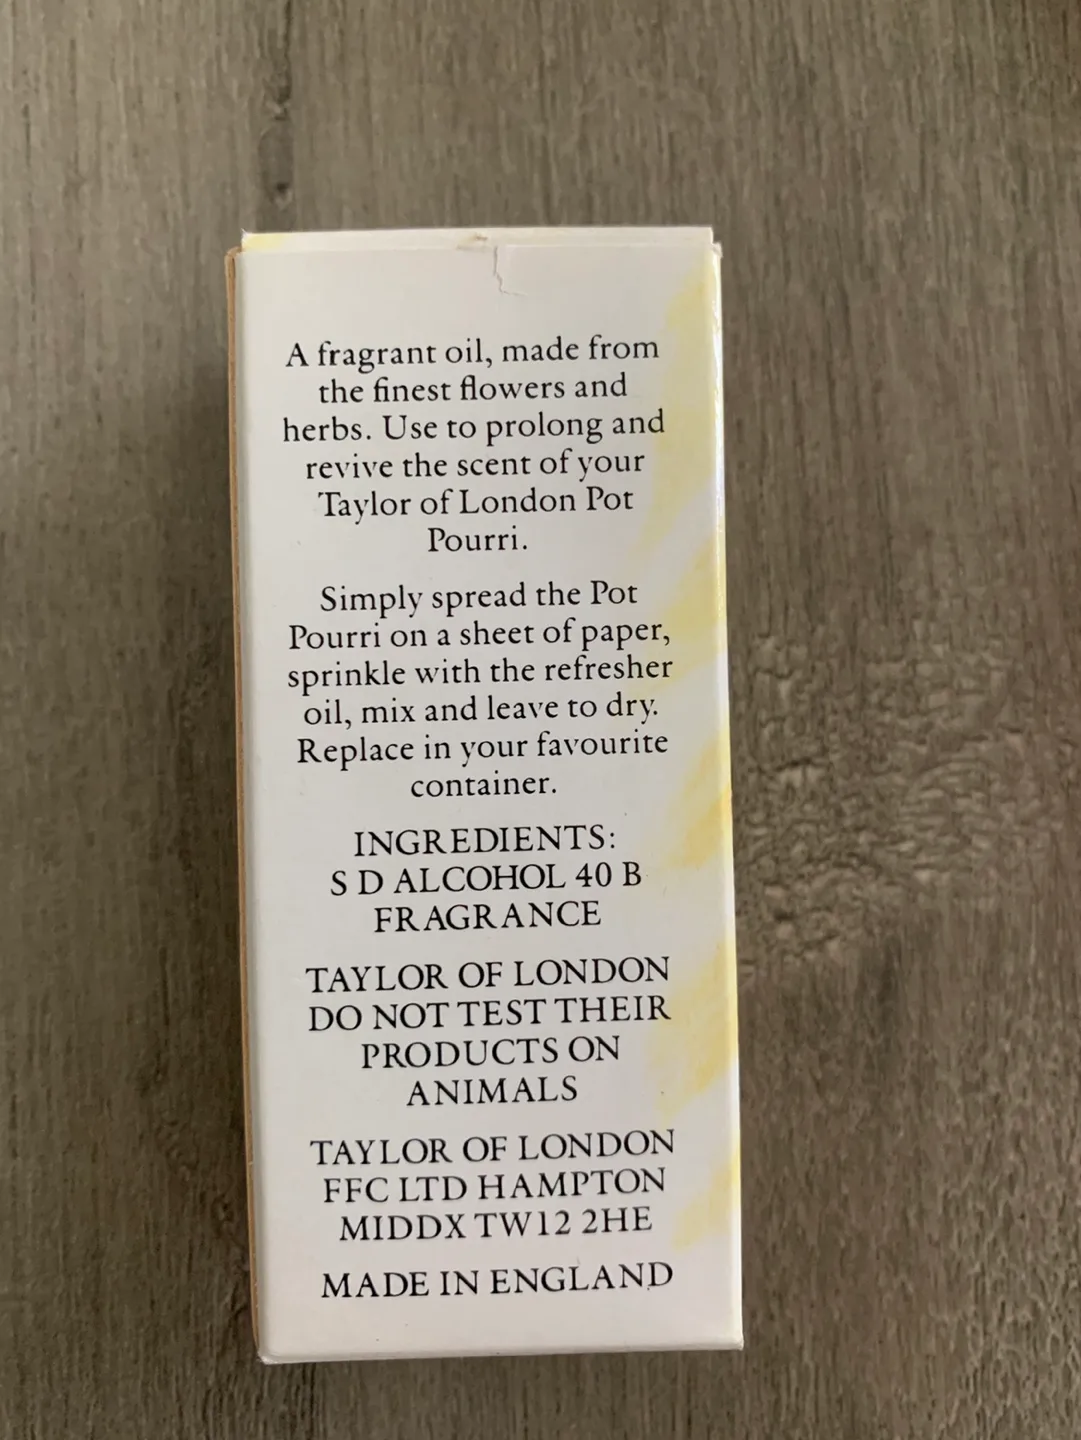 A fragrant oil, made from
the finest flowers and
herbs. Use to prolong and
revive the scent of your
Taylor of London Pot
Pourri.
Simply spread the Pot
Pourri on a sheet of paper,
sprinkle with the refresher
oil, mix and leave to dry.
Replace in your favourite
container.
INGREDIENTS:
S D ALCOHOL 40 B
FRAGRANCE
TAYLOR OF LONDON
DO NOT TEST THEIR
PRODUCTS ON
ANIMALS
TAYLOR OF LONDON
FFC LTD HAMPTON
MIDDX TW12 2HE
MADE IN ENGLAND